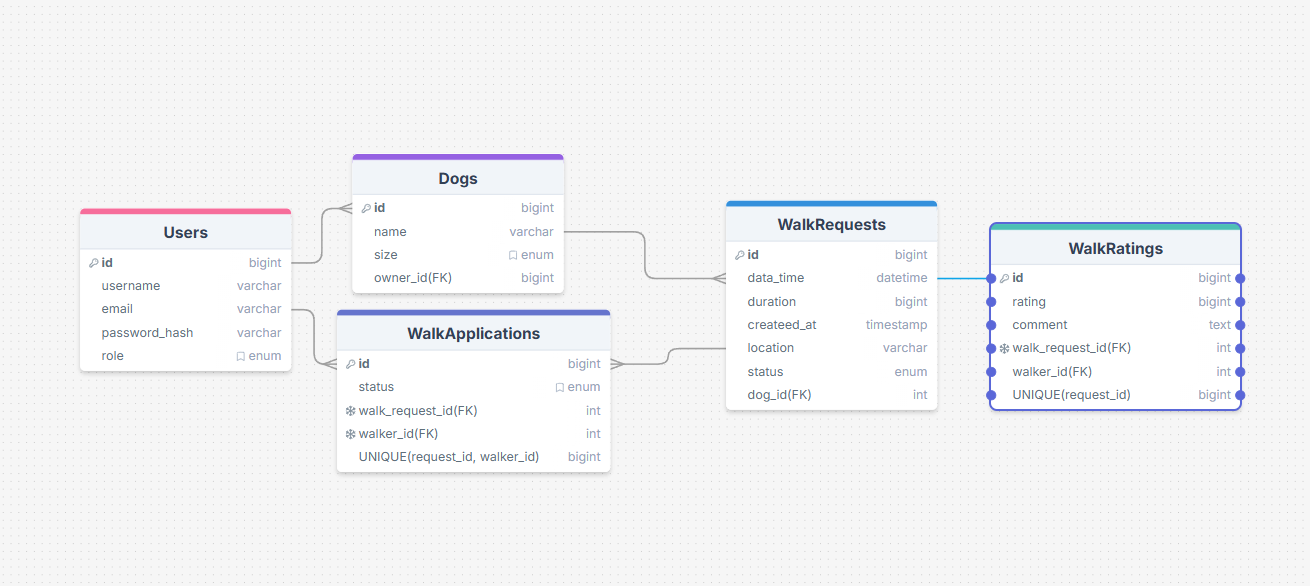 Users
id bigint
username varchar
email varchar
password_hash varchar
role enum
Dogs
id bigint
name varchar
size enum
owner_id(FK) bigint
WalkApplications
id bigint
status enum
walk_request_id(FK) int
walker_id(FK) int
UNIQUE(request_id, walker_id) bigint
WalkRequests
id bigint
data_time datetime
duration bigint
createed_at timestamp
location varchar
status enum
dog_id(FK) int
WalkRatings
id bigint
rating bigint
comment text
walk_request_id(FK) int
walker_id(FK) int
UNIQUE(request_id) bigint